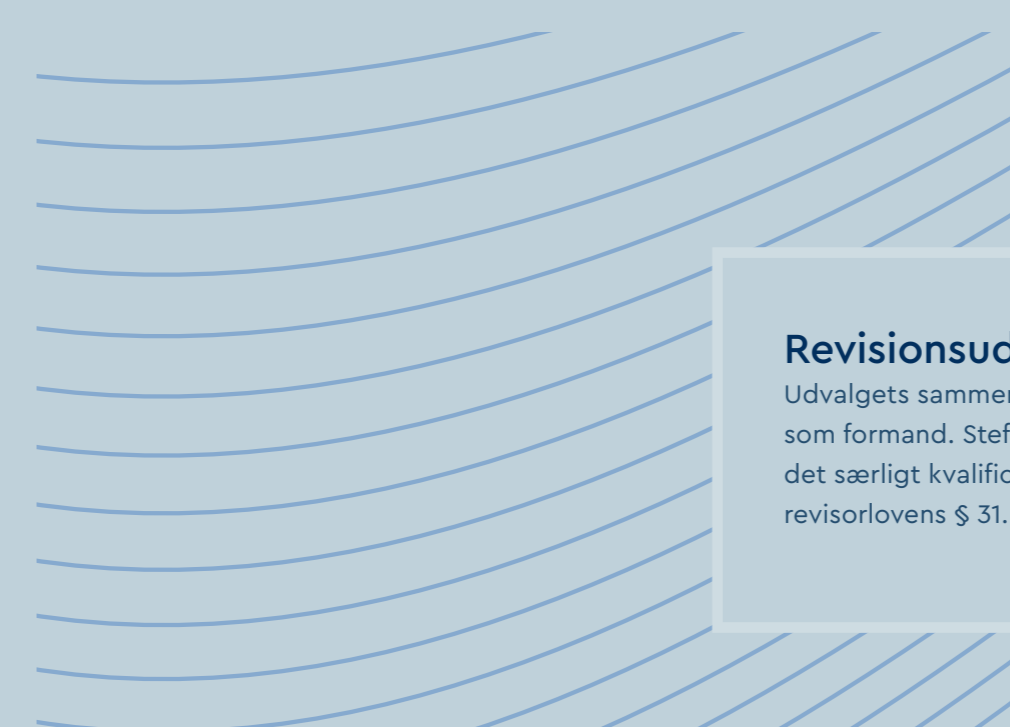 Revisionsud
Udvalgets sammen
som formand. Stef
det særligt kvalific
revisorlovens § 31.